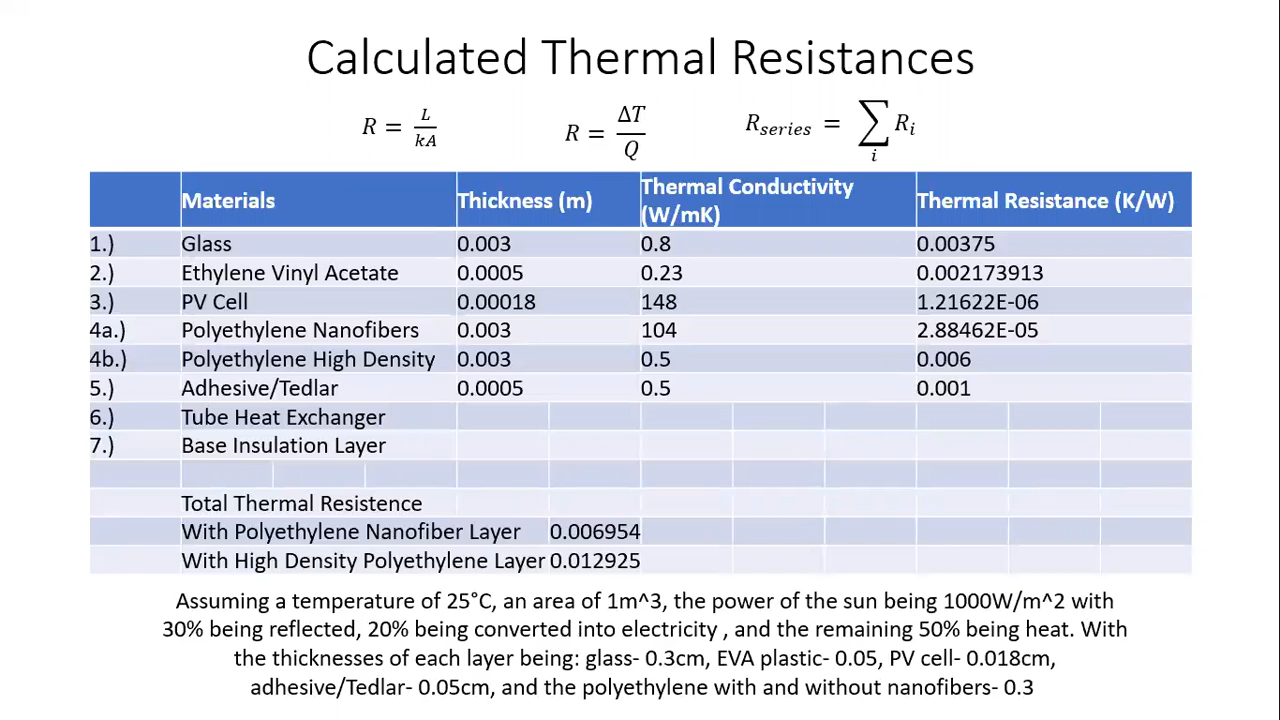 Calculated Thermal Resistances
R = L/kA    R = ΔT/Q    R_series = ∑_i R_i
Materials Thickness (m) Thermal Conductivity (W/mK) Thermal Resistance (K/W)
1.) Glass 0.003 0.8 0.00375
2.) Ethylene Vinyl Acetate 0.0005 0.23 0.002173913
3.) PV Cell 0.00018 148 1.21622E-06
4a.) Polyethylene Nanofibers 0.003 104 2.88462E-05
4b.) Polyethylene High Density 0.003 0.5 0.006
5.) Adhesive/Tedlar 0.0005 0.5 0.001
6.) Tube Heat Exchanger
7.) Base Insulation Layer
Total Thermal Resistence
With Polyethylene Nanofiber Layer 0.006954
With High Density Polyethylene Layer 0.012925
Assuming a temperature of 25°C, an area of 1m^3, the power of the sun being 1000W/m^2 with
30% being reflected, 20% being converted into electricity , and the remaining 50% being heat. With
the thicknesses of each layer being: glass- 0.3cm, EVA plastic- 0.05, PV cell- 0.018cm,
adhesive/Tedlar- 0.05cm, and the polyethylene with and without nanofibers- 0.3